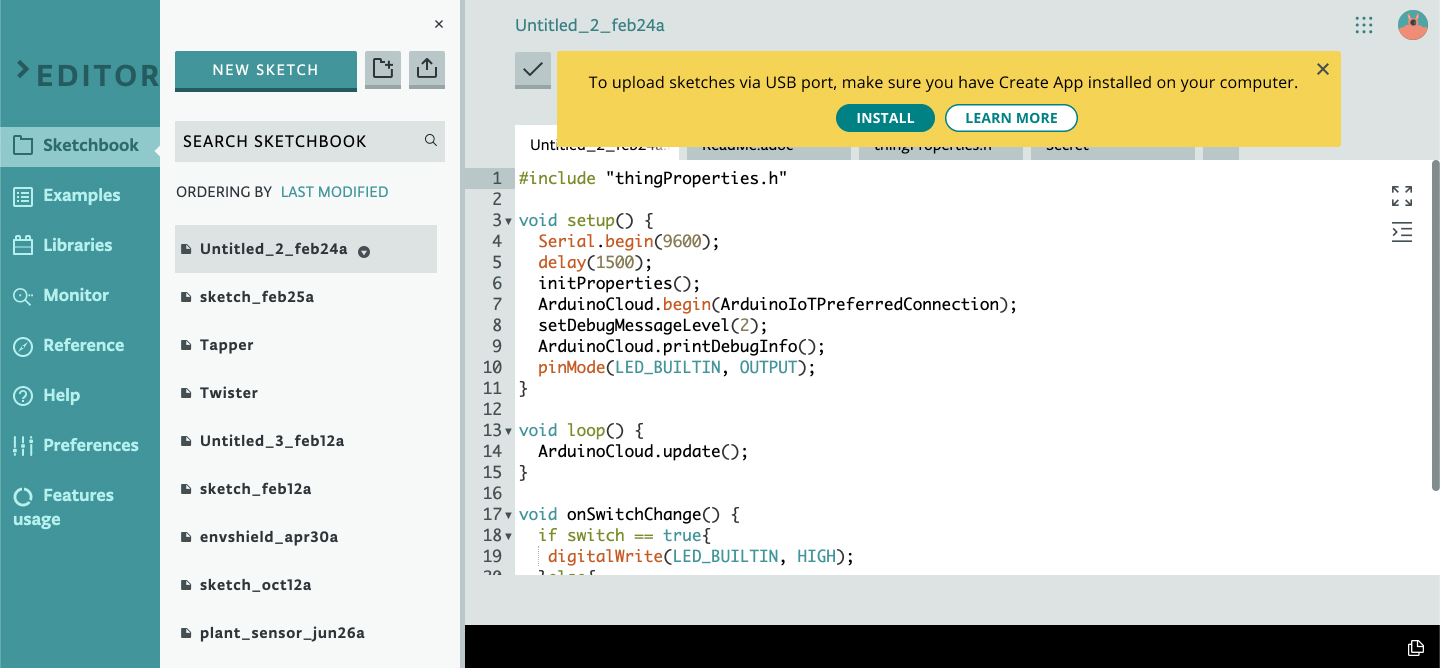 EDITOR
Sketchbook
Examples
Libraries
Monitor
Reference
Help
Preferences
Features
usage
NEW SKETCH
SEARCH SKETCHBOOK
ORDERING BY LAST MODIFIED
Untitled_2_feb24a
sketch_feb25a
Tapper
Twister
Untitled_3_feb12a
sketch_feb12a
envshield_apr30a
sketch_oct12a
plant_sensor_jun26a
Untitled_2_feb24a
To upload sketches via USB port, make sure you have Create App installed on your computer.
INSTALL LEARN MORE
Untitled_2_feb24a. ReadMe.adoc thingProperties.h Secret
1 #include "thingProperties.h"
2
3 void setup() {
4 Serial.begin(9600);
5 delay(1500);
6 initProperties();
7 ArduinoCloud.begin(ArduinoIoTPreferredConnection);
8 setDebugMessageLevel(2);
9 ArduinoCloud.printDebugInfo();
10 pinMode(LED_BUILTIN, OUTPUT);
11 }
12
13 void loop() {
14 ArduinoCloud.update();
15 }
16
17 void onSwitchChange() {
18 if switch == true{
19 digitalWrite(LED_BUILTIN, HIGH);
20 }else{